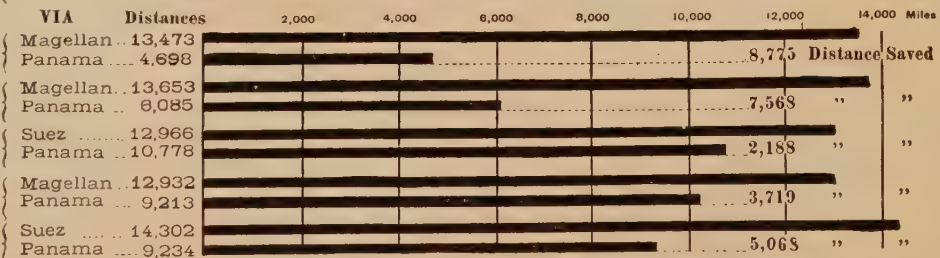 VIA Distances 2,000 4,000 6,000 8,000 10,000 12,000 14,000 Miles
Magellan .. 13,473
Panama .... 4,698 8,775 Distance Saved
Magellan .. 13,653
Panama ... 6,085 7,568 " "
Suez ....... 12,966
Panama .. 10,778 2,188 " "
Magellan .. 12,932
Panama ... 9,213 3,719 " "
Suez ...... 14,302
Panama .... 9,234 5,068 " "